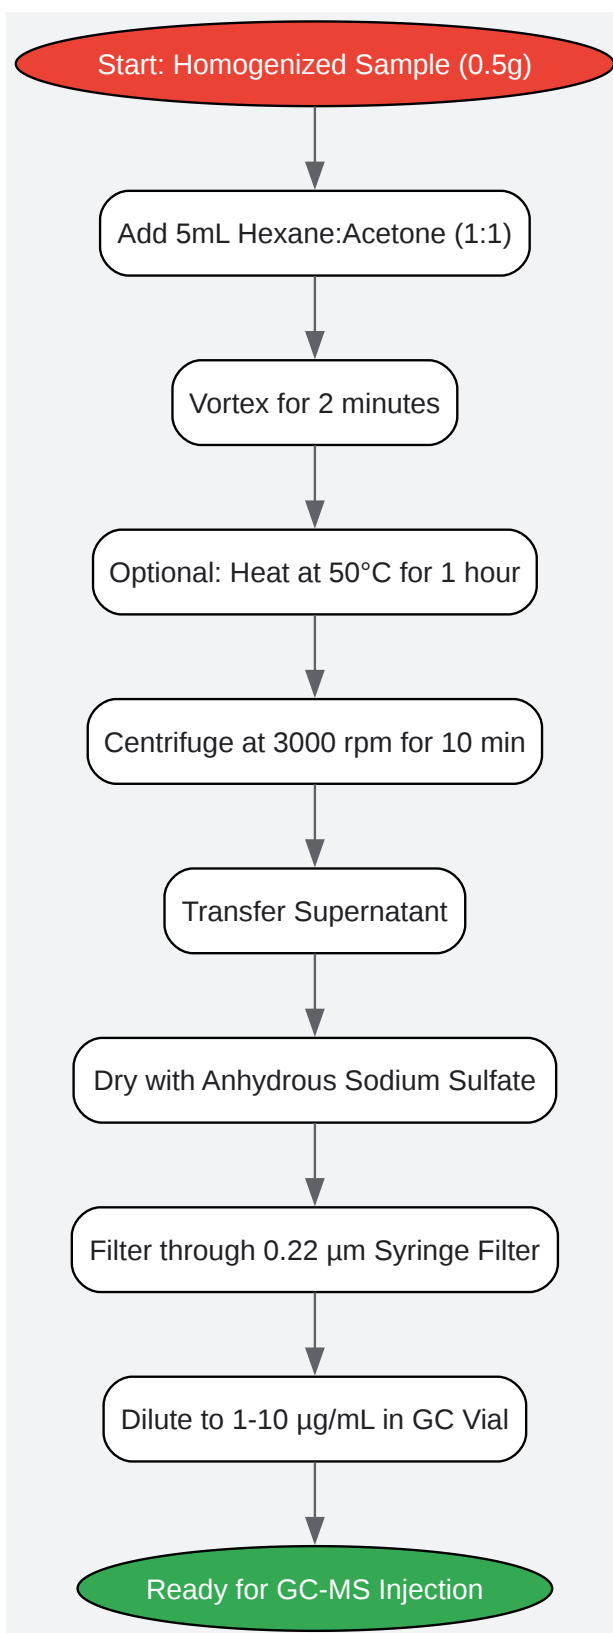 Start: Homogenized Sample (0.5g)
Add 5mL Hexane:Acetone (1:1)
Vortex for 2 minutes
Optional: Heat at 50°C for 1 hour
Centrifuge at 3000 rpm for 10 min
Transfer Supernatant
Dry with Anhydrous Sodium Sulfate
Filter through 0.22 µm Syringe Filter
Dilute to 1-10 µg/mL in GC Vial
Ready for GC-MS Injection